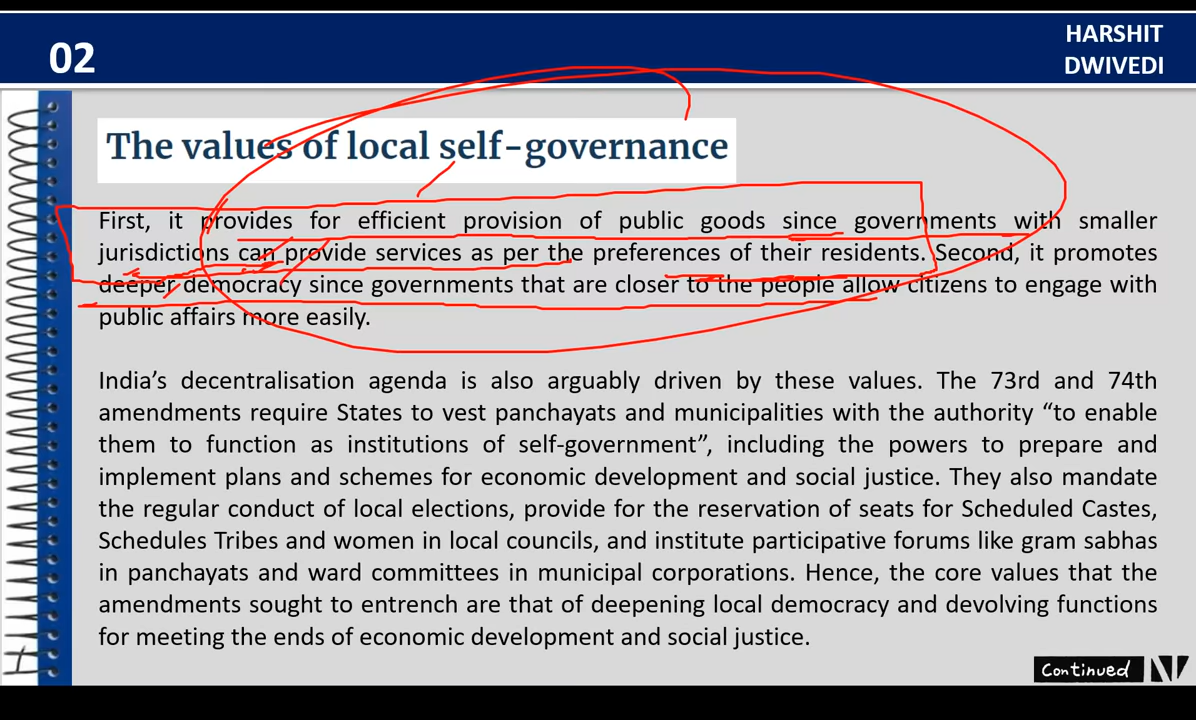 02
HARSHIT
DWIVEDI
The values of local self-governance
First, it provides for efficient provision of public goods since governments with smaller
jurisdictions can provide services as per the preferences of their residents. Second, it promotes
deeper democracy since governments that are closer to the people allow citizens to engage with
public affairs more easily.
India’s decentralisation agenda is also arguably driven by these values. The 73rd and 74th
amendments require States to vest panchayats and municipalities with the authority “to enable
them to function as institutions of self-government”, including the powers to prepare and
implement plans and schemes for economic development and social justice. They also mandate
the regular conduct of local elections, provide for the reservation of seats for Scheduled Castes,
Schedules Tribes and women in local councils, and institute participative forums like gram sabhas
in panchayats and ward committees in municipal corporations. Hence, the core values that the
amendments sought to entrench are that of deepening local democracy and devolving functions
for meeting the ends of economic development and social justice.
Continued